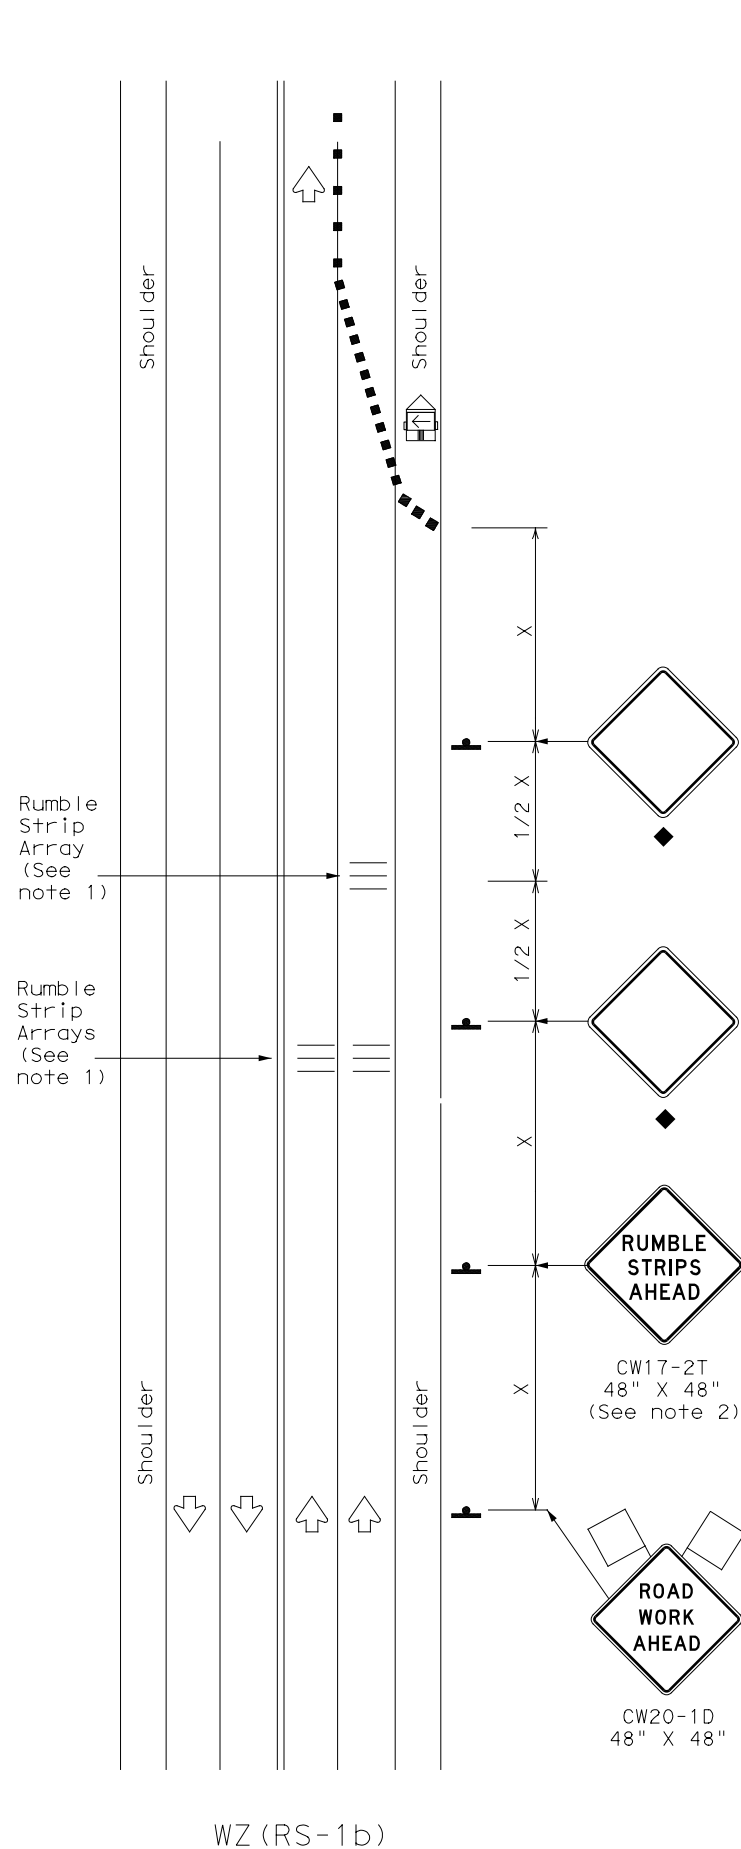 Shoulder
Shoulder
X
Rumble
Strip
Array
(See
note 1)
1/2 X
1/2 X
Rumble
Strip
Arrays
(See
note 1)
X
RUMBLE
STRIPS
AHEAD
CW17-2T
48" X 48"
(See note 2)
X
Shoulder
Shoulder
ROAD
WORK
AHEAD
CW20-1D
48" X 48"
WZ(RS-1b)